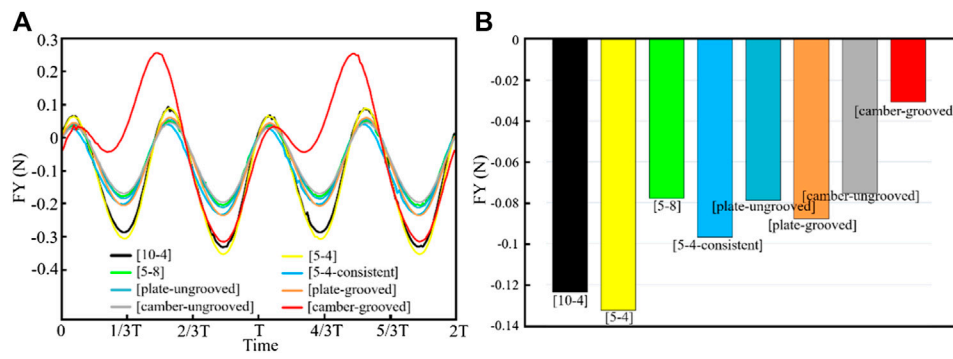 A
FY (N)
0.3
0.2
0.1
0
-0.1
-0.2
-0.3
-0.4
[10-4]
[5-4]
[5-8]
[5-4-consistent]
[plate-ungrooved]
[plate-grooved]
[camber-ungrooved]
[camber-grooved]
0 1/3T 2/3T T 4/3T 5/3T 2T
Time
B
FY (N)
0
-0.02
-0.04
-0.06
-0.08
-0.1
-0.12
-0.14
[camber-grooved
[camber-ungrooved]
[5-8]
[plate-ungrooved]
[plate-grooved]
[5-4-consistent]
[10-4]
[5-4]